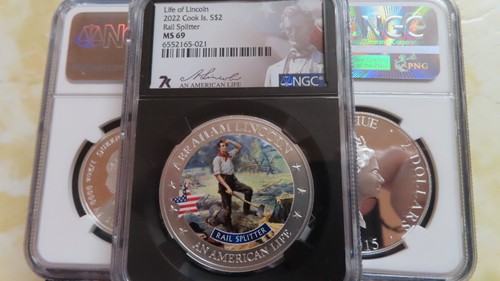 Life of Lincoln
2022 Cook Is. S$2
Rail Splitter
MS 69
6552165-021
AN AMERICAN LIFE
NGC
ABRAHAM LINCOLN
RAIL SPLITTER
AN AMERICAN LIFE
NGC
NGC
PNG
DOLLARS
15